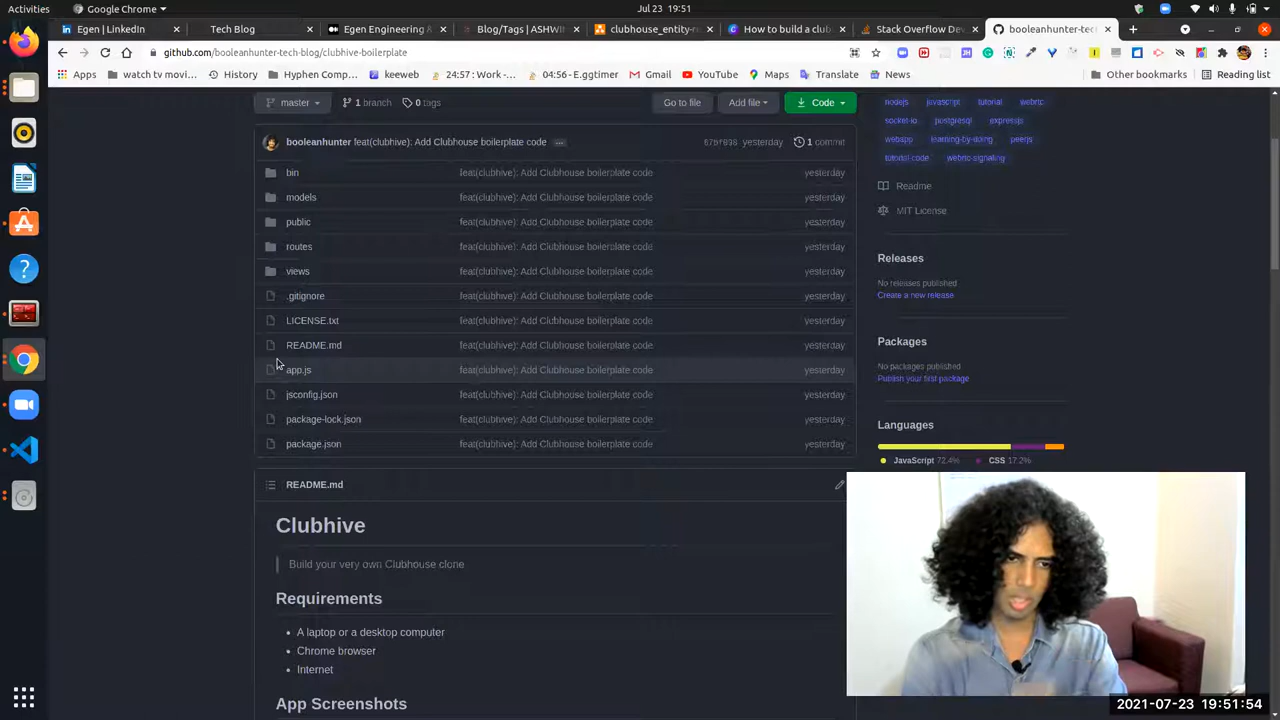 Activities
Google Chrome
Jul 23 19:51
Egen | LinkedIn
Tech Blog
Egen Engineering &
Blog/Tags | ASHWI
clubhouse_entity-r
How to build a club
Stack Overflow Dev
booleanhunter-tec
github.com/booleanhunter-tech-blog/clubhive-boilerplate
Apps
watch tv movi...
History
Hyphen Comp...
keeweb
24:57 : Work -...
04:56 - E.ggtimer
Gmail
YouTube
Maps
Translate
News
Other bookmarks
Reading list
master
1 branch
0 tags
Go to file
Add file
Code
nodejs javascript tutorial webrtc
socket-io postgresql expressjs
webapp learning-by-doing peerjs
tutorial-code webrtc-signaling
booleanhunter feat(clubhive): Add Clubhouse boilerplate code ... yesterday 1 commit
bin feat(clubhive): Add Clubhouse boilerplate code yesterday
models feat(clubhive): Add Clubhouse boilerplate code yesterday
public feat(clubhive): Add Clubhouse boilerplate code yesterday
routes feat(clubhive): Add Clubhouse boilerplate code yesterday
views feat(clubhive): Add Clubhouse boilerplate code yesterday
.gitignore feat(clubhive): Add Clubhouse boilerplate code yesterday
LICENSE.txt feat(clubhive): Add Clubhouse boilerplate code yesterday
README.md feat(clubhive): Add Clubhouse boilerplate code yesterday
app.js feat(clubhive): Add Clubhouse boilerplate code yesterday
jsconfig.json feat(clubhive): Add Clubhouse boilerplate code yesterday
package-lock.json feat(clubhive): Add Clubhouse boilerplate code yesterday
package.json feat(clubhive): Add Clubhouse boilerplate code yesterday
Readme
MIT License
Releases
No releases published
Create a new release
Packages
No packages published
Publish your first package
Languages
JavaScript 72.4% CSS 17.2%
README.md
Clubhive
Build your very own Clubhouse clone
Requirements
• A laptop or a desktop computer
• Chrome browser
• Internet
App Screenshots
2021-07-23 19:51:54